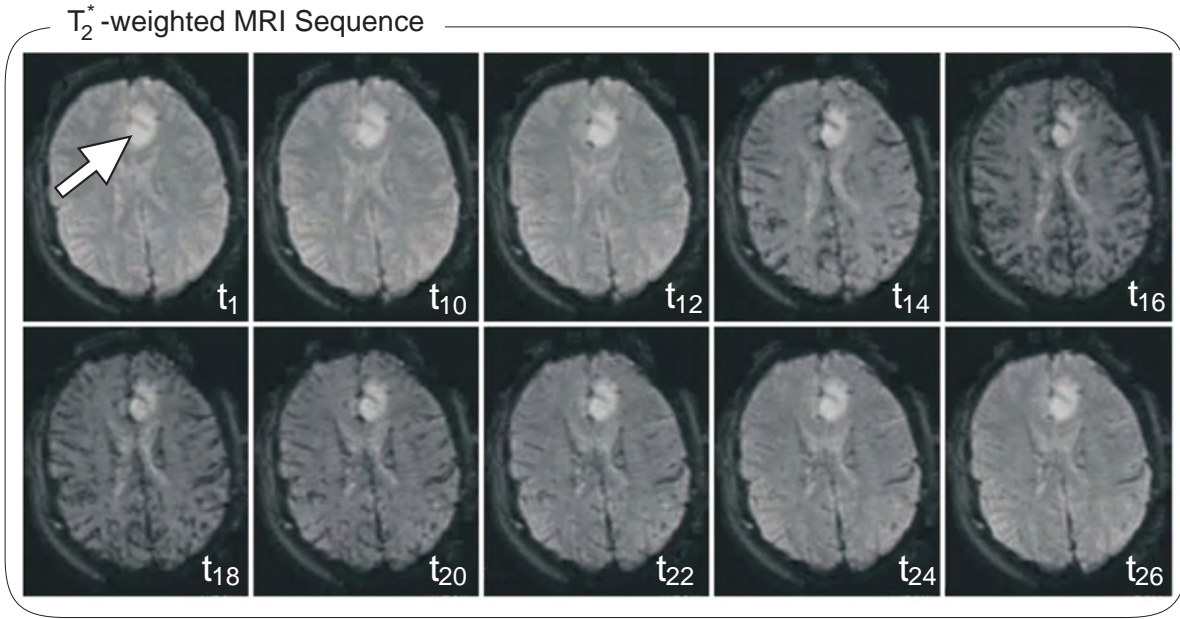 T₂*-weighted MRI Sequence
t₁
t₁₀
t₁₂
t₁₄
t₁₆
t₁₈
t₂₀
t₂₂
t₂₄
t₂₆